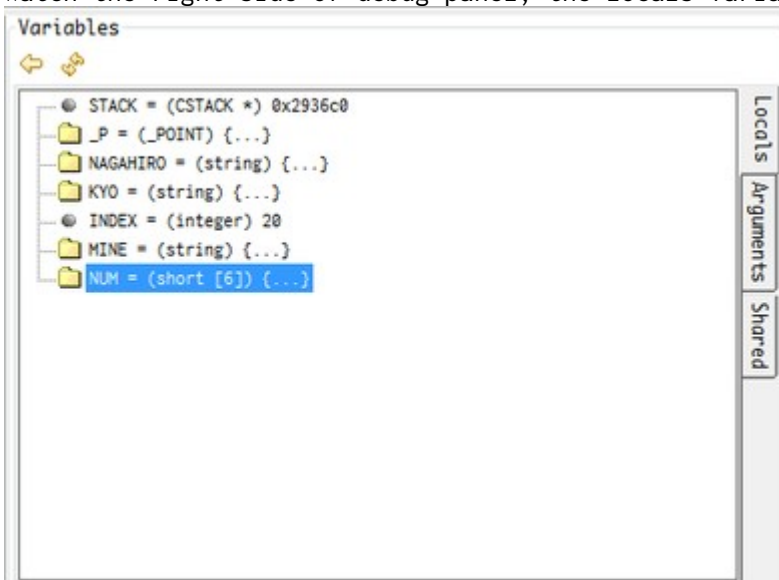 Variables
STACK = (CSTACK *) 0x2936c0
_P = (_POINT) {...}
NAGAHIRO = (string) {...}
KYO = (string) {...}
INDEX = (integer) 20
MINE = (string) {...}
NUM = (short [6]) {...}
Locals
Arguments
Shared